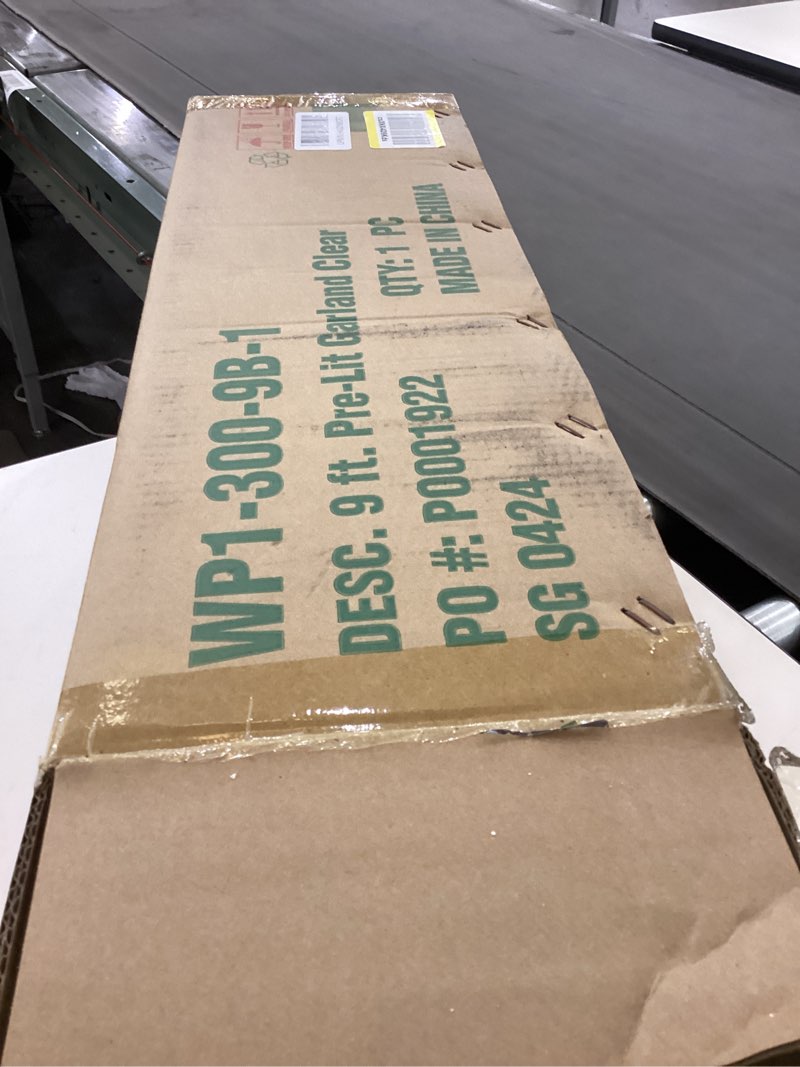 WP1-300-9B-1
DESC. 9 ft. Pre-Lit Garland Clear
PO #: P0001922
QTY: 1 PC
SG 0424
MADE IN CHINA